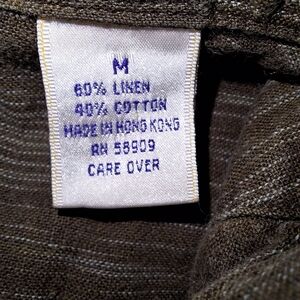 M
60% LINEN
40% COTTON
MADE IN HONG KONG
RN 58909
CARE OVER